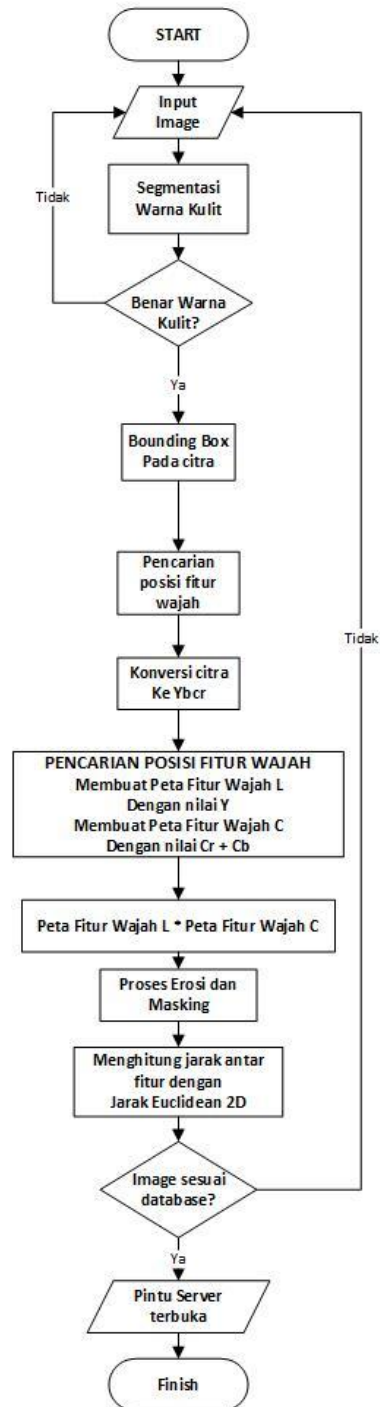 START
Input
Image
Segmentasi
Warna Kulit
Tidak
Benar Warna
Kulit?
Ya
Bounding Box
Pada citra
Pencarian
posisi fitur
wajah
Tidak
Konversi citra
Ke Ybcr
PENCARIAN POSISI FITUR WAJAH
Membuat Peta Fitur Wajah L
Dengan nilai Y
Membuat Peta Fitur Wajah C
Dengan nilai Cr + Cb
Peta Fitur Wajah L * Peta Fitur Wajah C
Proses Erosi dan
Masking
Menghitung jarak antar
fitur dengan
Jarak Euclidean 2D
Image sesuai
database?
Ya
Pintu Server
terbuka
Finish